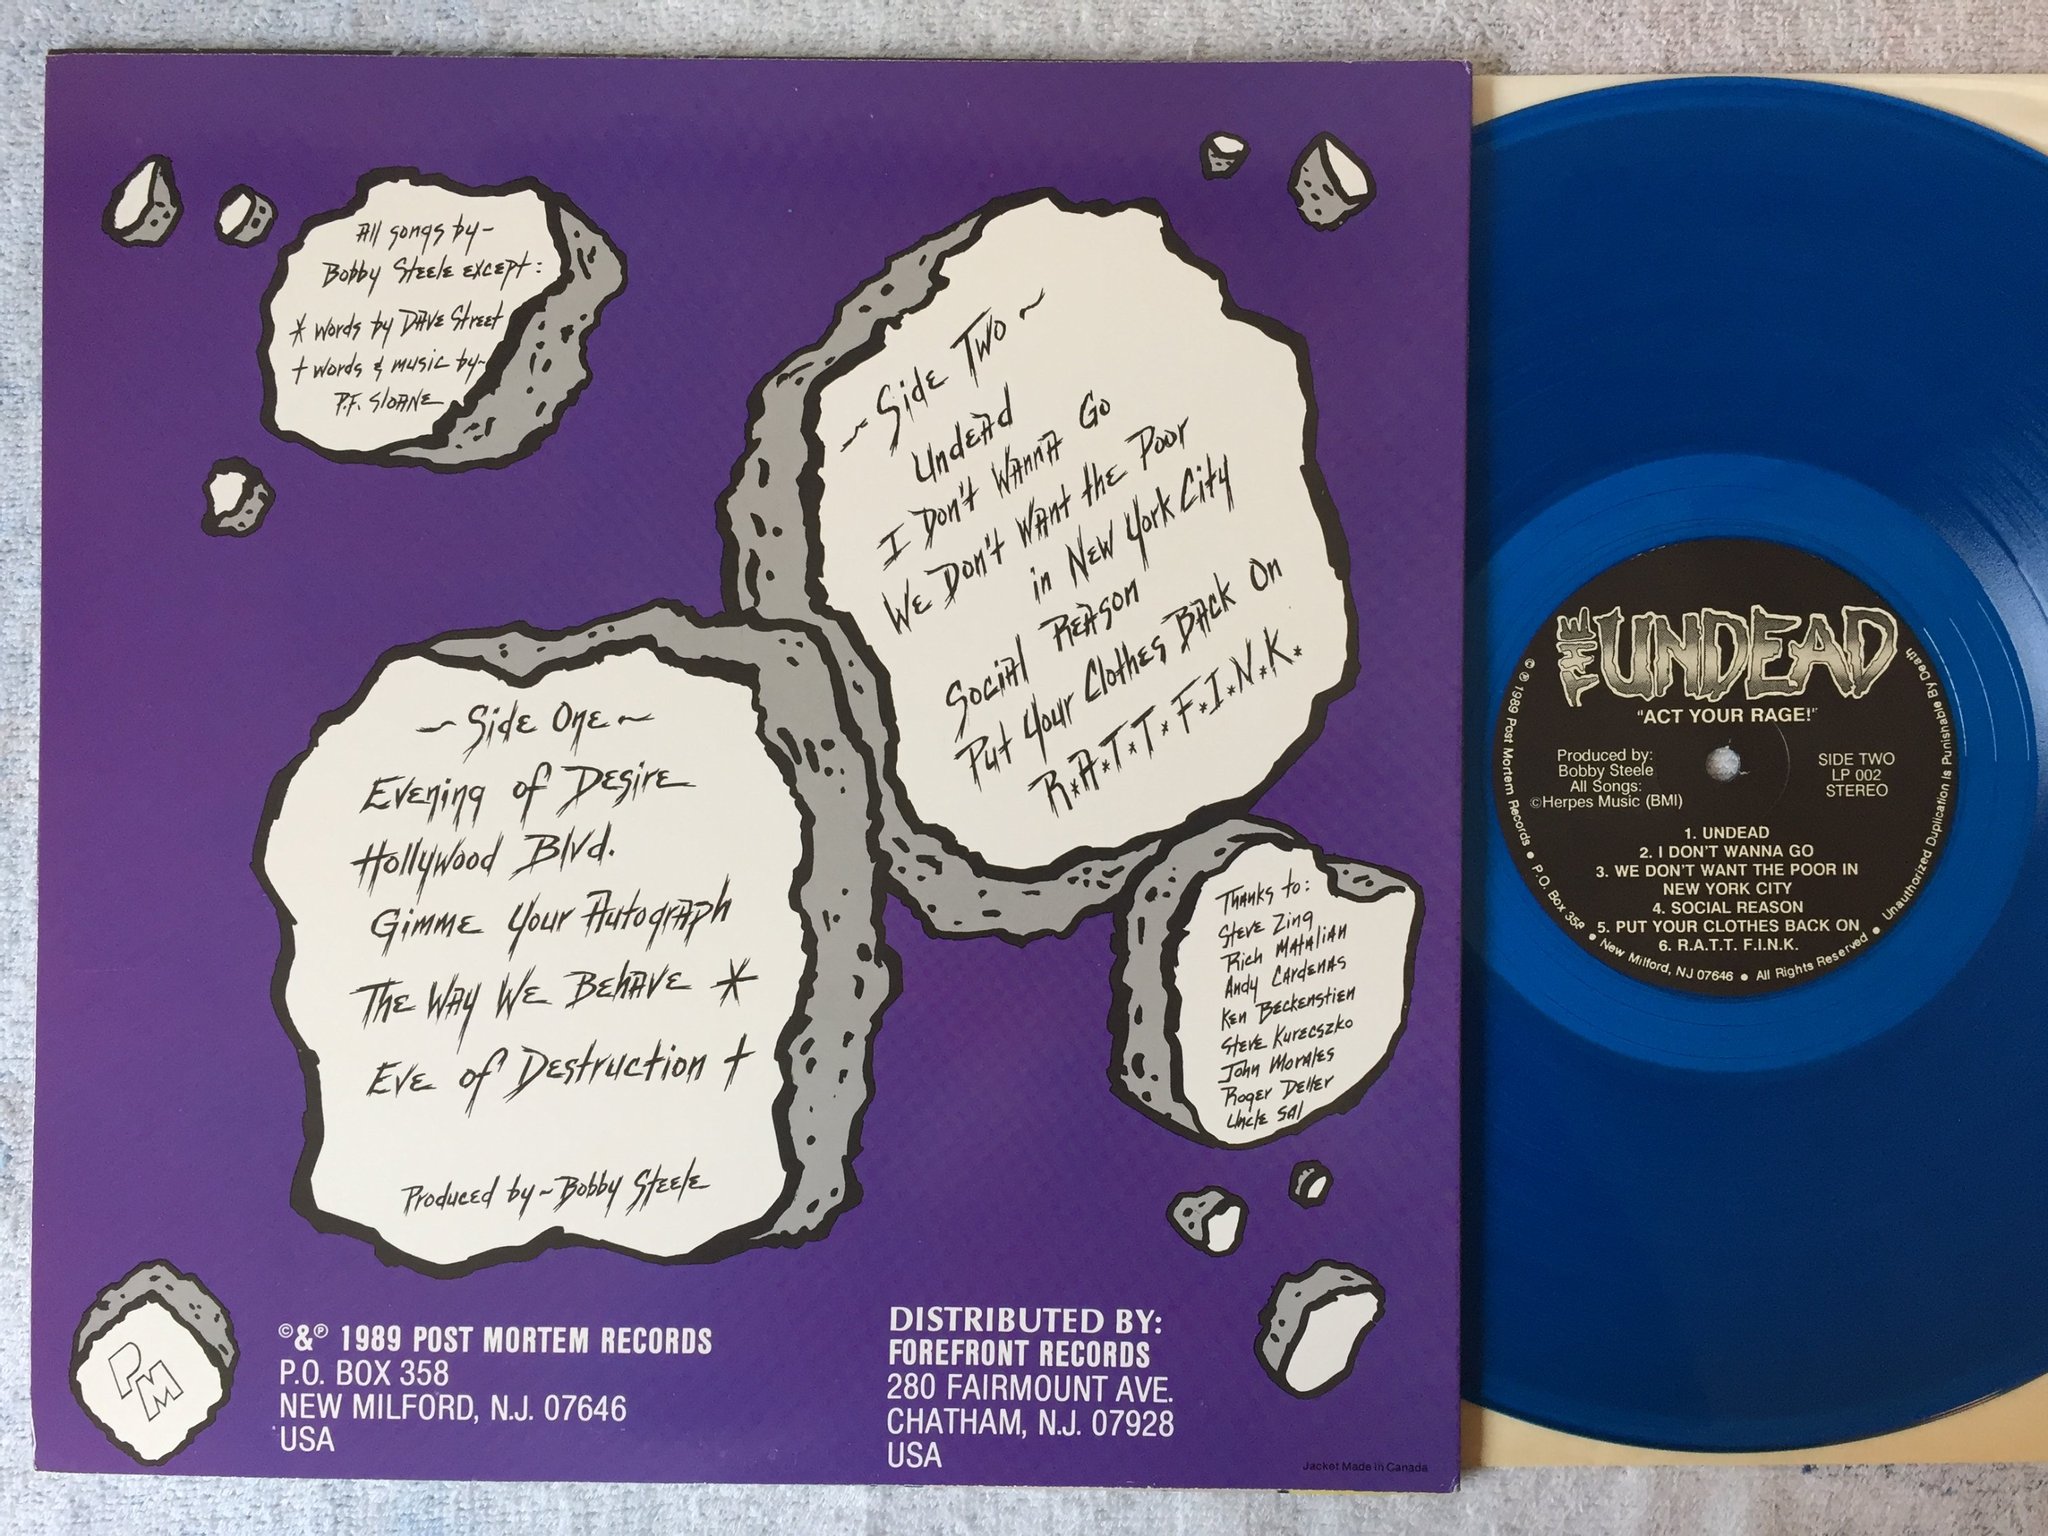 All songs by-
Bobby Steele except:
* words by Dave Street
† words & music by-
P.F. Sloane
~ Side Two ~
Undead
I Don't Wanna Go
We Don't Want the Poor
in New York City
Social Reason
Put Your Clothes Back On
R.A.T.T. F.I.N.K.
~ Side One ~
Evening of Desire
Hollywood Blvd.
Gimme Your Autograph
The Way We Behave *
Eve of Destruction †
Produced by ~ Bobby Steele
Thanks to:
Steve Zing
Rich Matalian
Andy Cardenas
Ken Beckenstien
Steve Kurecszko
John Morales
Roger Deller
Uncle Sal
PM
©&℗ 1989 POST MORTEM RECORDS
P.O. BOX 358
NEW MILFORD, N.J. 07646
USA
DISTRIBUTED BY:
FOREFRONT RECORDS
280 FAIRMOUNT AVE.
CHATHAM, N.J. 07928
USA
Jacket Made in Canada
THE UNDEAD
"ACT YOUR RAGE!"
Produced by:
Bobby Steele
All Songs:
©Herpes Music (BMI)
SIDE TWO
LP 002
STEREO
1. UNDEAD
2. I DON'T WANNA GO
3. WE DON'T WANT THE POOR IN
NEW YORK CITY
4. SOCIAL REASON
5. PUT YOUR CLOTHES BACK ON
6. R.A.T.T. F.I.N.K.
© ℗ 1989 Post Mortem Records • P.O. Box 358 • New Milford, NJ 07646 • All Rights Reserved • Unauthorized Duplication Is Punishable By Death